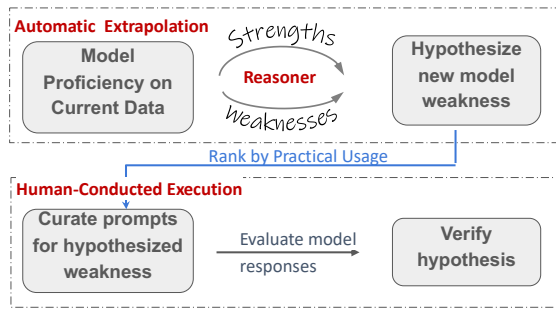 Automatic Extrapolation
Model
Proficiency on
Current Data
Strengths
Reasoner
Weaknesses
Hypothesize
new model
weakness
Rank by Practical Usage
Human-Conducted Execution
Curate prompts
for hypothesized
weakness
Evaluate model
responses
Verify
hypothesis